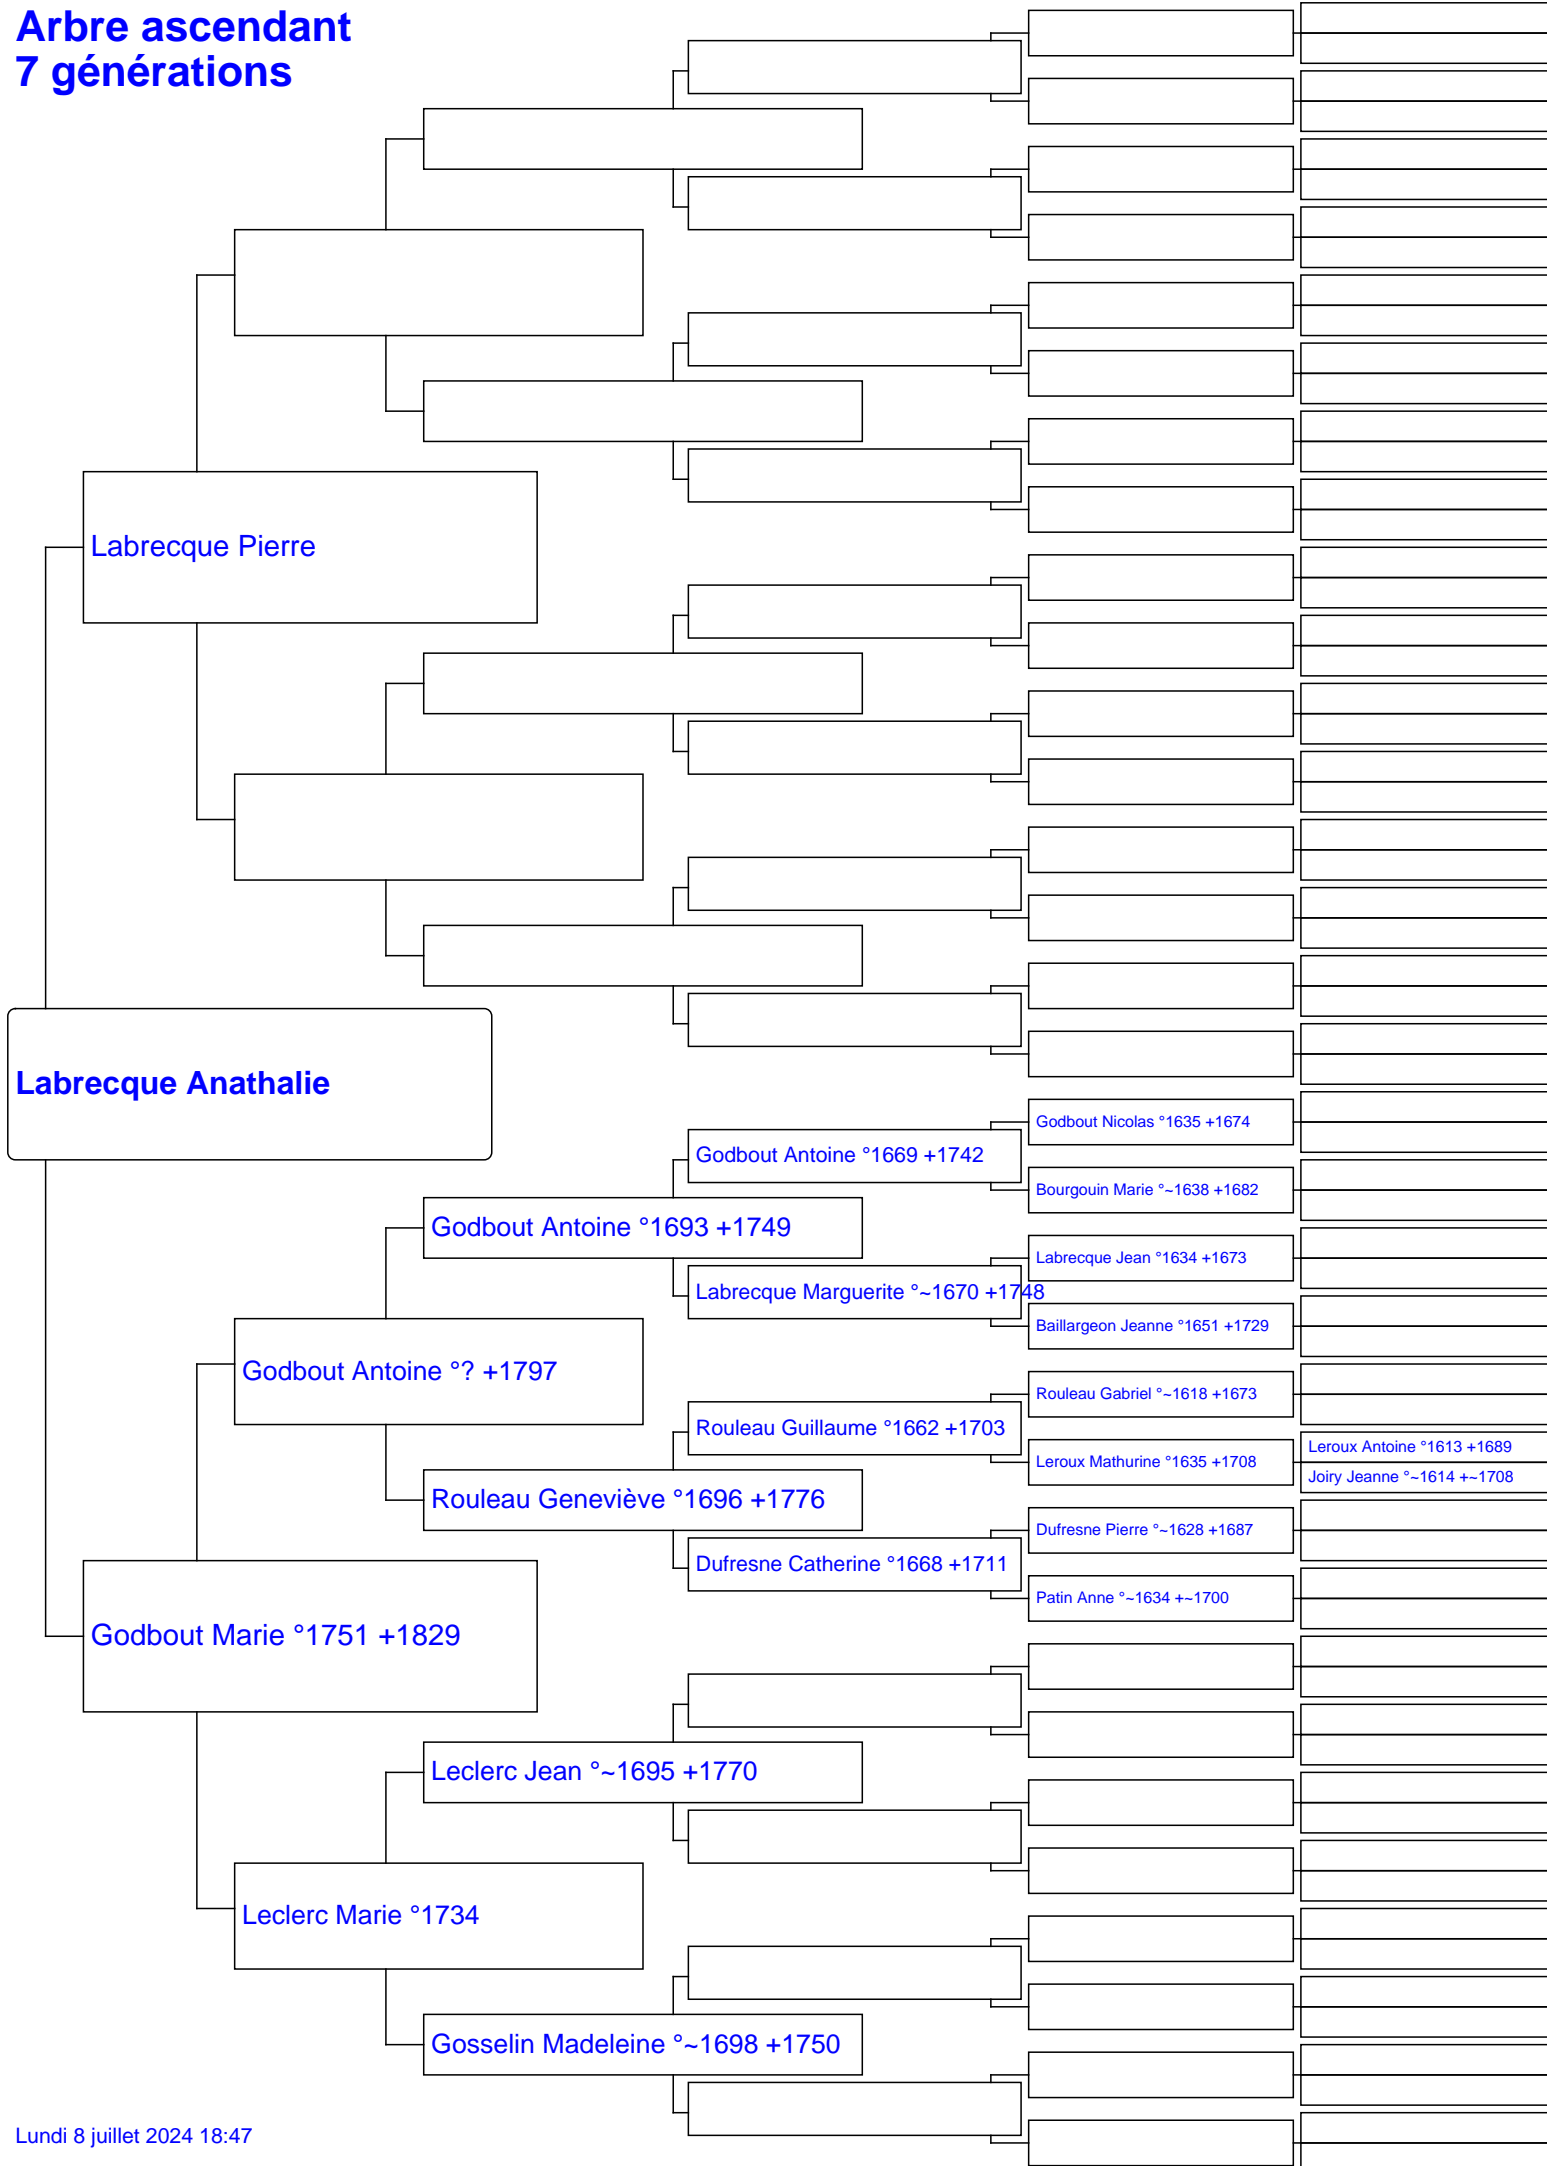 Arbre ascendant
7 générations
Labrecque Pierre
Labrecque Anathalie
Godbout Nicolas °1635 +1674
Godbout Antoine °1669 +1742
Bourgouin Marie °~1638 +1682
Godbout Antoine °1693 +1749
Labrecque Jean °1634 +1673
Labrecque Marguerite °~1670 +1748
Baillargeon Jeanne °1651 +1729
Godbout Antoine °? +1797
Rouleau Gabriel °~1618 +1673
Rouleau Guillaume °1662 +1703
Leroux Antoine °1613 +1689
Leroux Mathurine °1635 +1708
Joiry Jeanne °~1614 +~1708
Rouleau Geneviève °1696 +1776
Dufresne Pierre °~1628 +1687
Dufresne Catherine °1668 +1711
Patin Anne °~1634 +~1700
Godbout Marie °1751 +1829
Leclerc Jean °~1695 +1770
Leclerc Marie °1734
Gosselin Madeleine °~1698 +1750
Lundi 8 juillet 2024 18:47